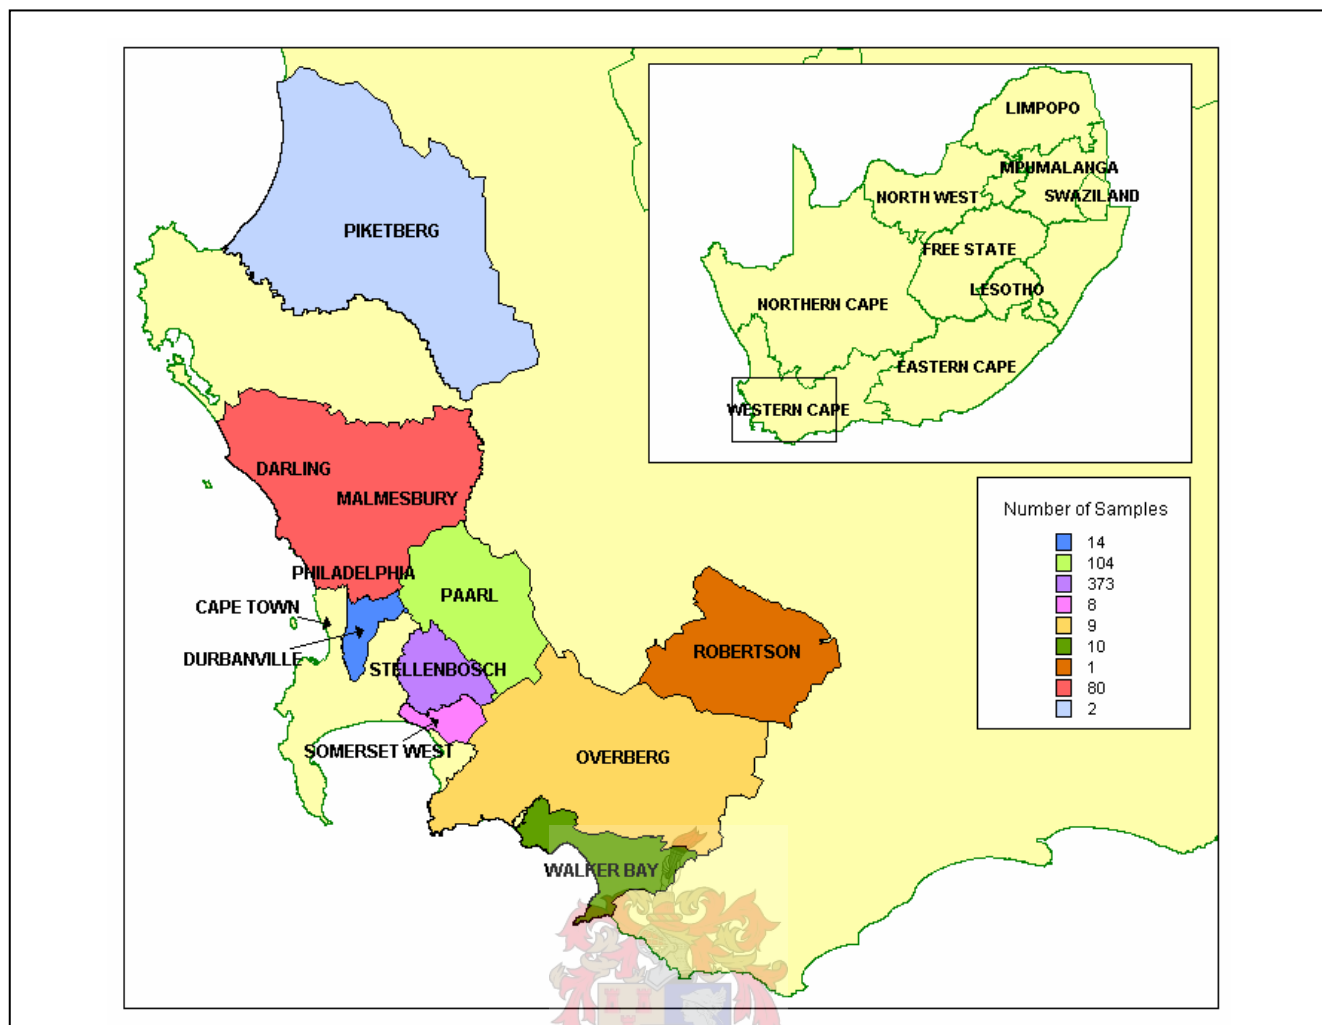 LIMPOPO
MPUMALANGA
NORTH WEST
SWAZILAND
FREE STATE
LESOTHO
NORTHERN CAPE
EASTERN CAPE
WESTERN CAPE
PIKETBERG
DARLING
MALMESBURY
PHILADELPHIA
PAARL
CAPE TOWN
DURBANVILLE
STELLENBOSCH
SOMERSET WEST
ROBERTSON
OVERBERG
WALKER BAY
Number of Samples
14
104
373
8
9
10
1
80
2